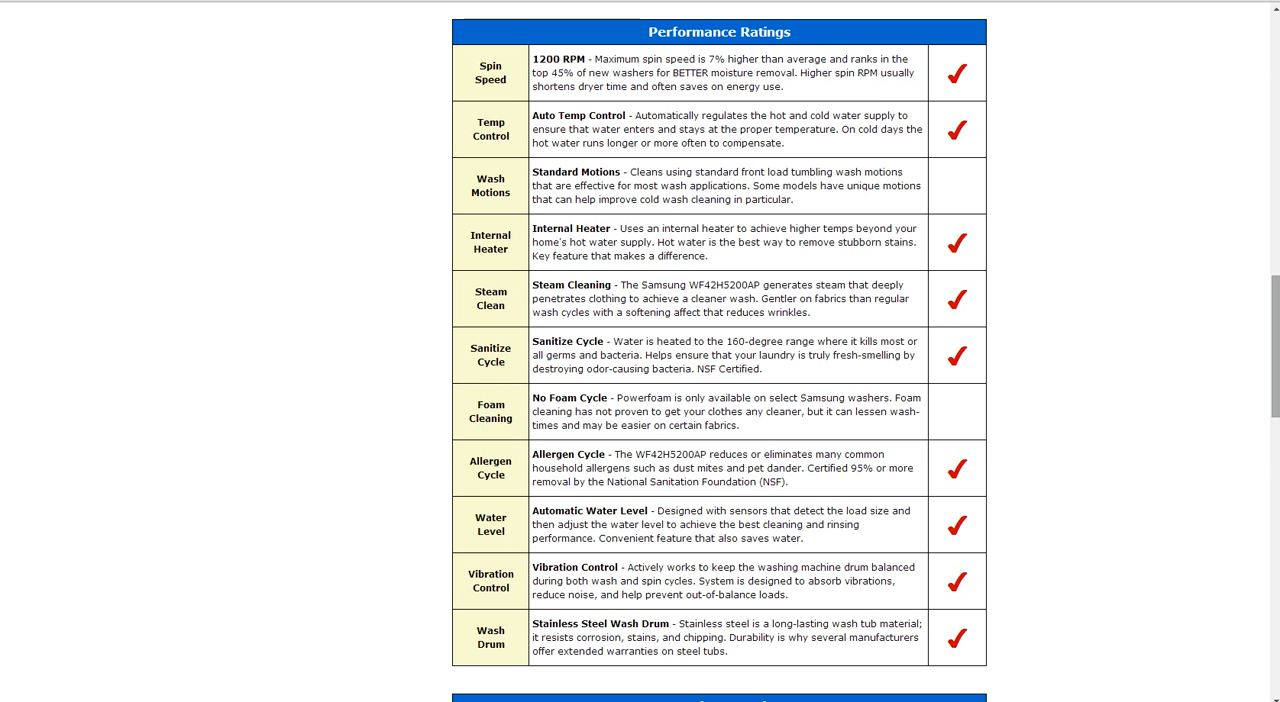 Performance Ratings
Spin
Speed
1200 RPM - Maximum spin speed is 7% higher than average and ranks in the
top 45% of new washers for BETTER moisture removal. Higher spin RPM usually
shortens dryer time and often saves on energy use.
Temp
Control
Auto Temp Control - Automatically regulates the hot and cold water supply to
ensure that water enters and stays at the proper temperature. On cold days the
hot water runs longer or more often to compensate.
Wash
Motions
Standard Motions - Cleans using standard front load tumbling wash motions
that are effective for most wash applications. Some models have unique motions
that can help improve cold wash cleaning in particular.
Internal
Heater
Internal Heater - Uses an internal heater to achieve higher temps beyond your
home's hot water supply. Hot water is the best way to remove stubborn stains.
Key feature that makes a difference.
Steam
Clean
Steam Cleaning - The Samsung WF42H5200AP generates steam that deeply
penetrates clothing to achieve a cleaner wash. Gentler on fabrics than regular
wash cycles with a softening affect that reduces wrinkles.
Sanitize
Cycle
Sanitize Cycle - Water is heated to the 160-degree range where it kills most or
all germs and bacteria. Helps ensure that your laundry is truly fresh-smelling by
destroying odor-causing bacteria. NSF Certified.
Foam
Cleaning
No Foam Cycle - Powerfoam is only available on select Samsung washers. Foam
cleaning has not proven to get your clothes any cleaner, but it can lessen wash-
times and may be easier on certain fabrics.
Allergen
Cycle
Allergen Cycle - The WF42H5200AP reduces or eliminates many common
household allergens such as dust mites and pet dander. Certified 95% or more
removal by the National Sanitation Foundation (NSF).
Water
Level
Automatic Water Level - Designed with sensors that detect the load size and
then adjust the water level to achieve the best cleaning and rinsing
performance. Convenient feature that also saves water.
Vibration
Control
Vibration Control - Actively works to keep the washing machine drum balanced
during both wash and spin cycles. System is designed to absorb vibrations,
reduce noise, and help prevent out-of-balance loads.
Wash
Drum
Stainless Steel Wash Drum - Stainless steel is a long-lasting wash tub material;
it resists corrosion, stains, and chipping. Durability is why several manufacturers
offer extended warranties on steel tubs.